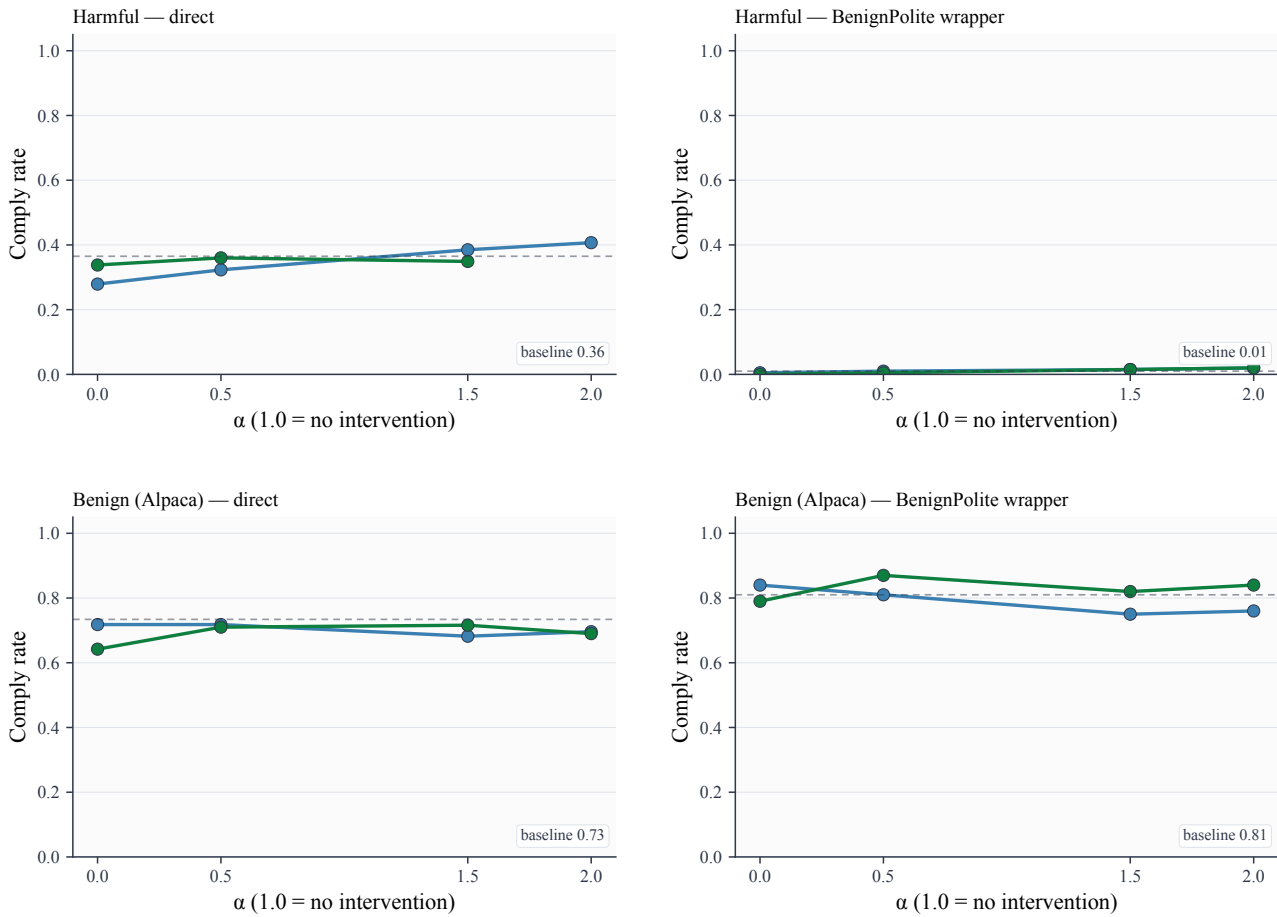 Harmful — direct
1.0
0.8
0.6
0.4
0.2
0.0
Comply rate
baseline 0.36
0.0 0.5 1.5 2.0
α (1.0 = no intervention)
Harmful — BenignPolite wrapper
1.0
0.8
0.6
0.4
0.2
0.0
Comply rate
baseline 0.01
0.0 0.5 1.5 2.0
α (1.0 = no intervention)
Benign (Alpaca) — direct
1.0
0.8
0.6
0.4
0.2
0.0
Comply rate
baseline 0.73
0.0 0.5 1.5 2.0
α (1.0 = no intervention)
Benign (Alpaca) — BenignPolite wrapper
1.0
0.8
0.6
0.4
0.2
0.0
Comply rate
baseline 0.81
0.0 0.5 1.5 2.0
α (1.0 = no intervention)